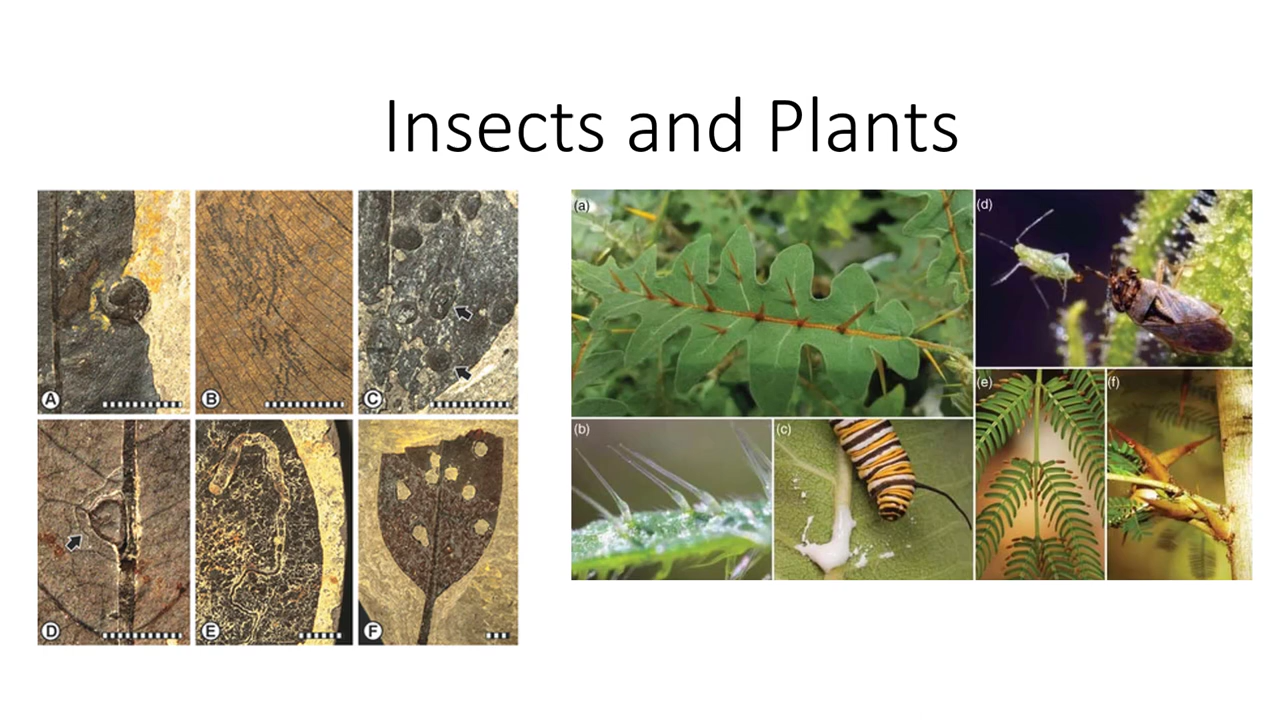 Insects and Plants
A
B
C
D
E
F
(a)
(b)
(c)
(d)
(e)
(f)